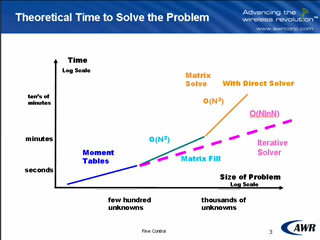 Theoretical Time to Solve the Problem
Advancing the
wireless revolution™
www.awrcorp.com
Time
Log Scale
Matrix
Solve
With Direct Solver
ten's of
minutes
O(N³)
O(NlnN)
minutes
O(N²)
Iterative
Solver
Moment
Tables
Matrix Fill
seconds
Size of Problem
Log Scale
few hundred
unknowns
thousands of
unknowns
Fine Control
3
AWR